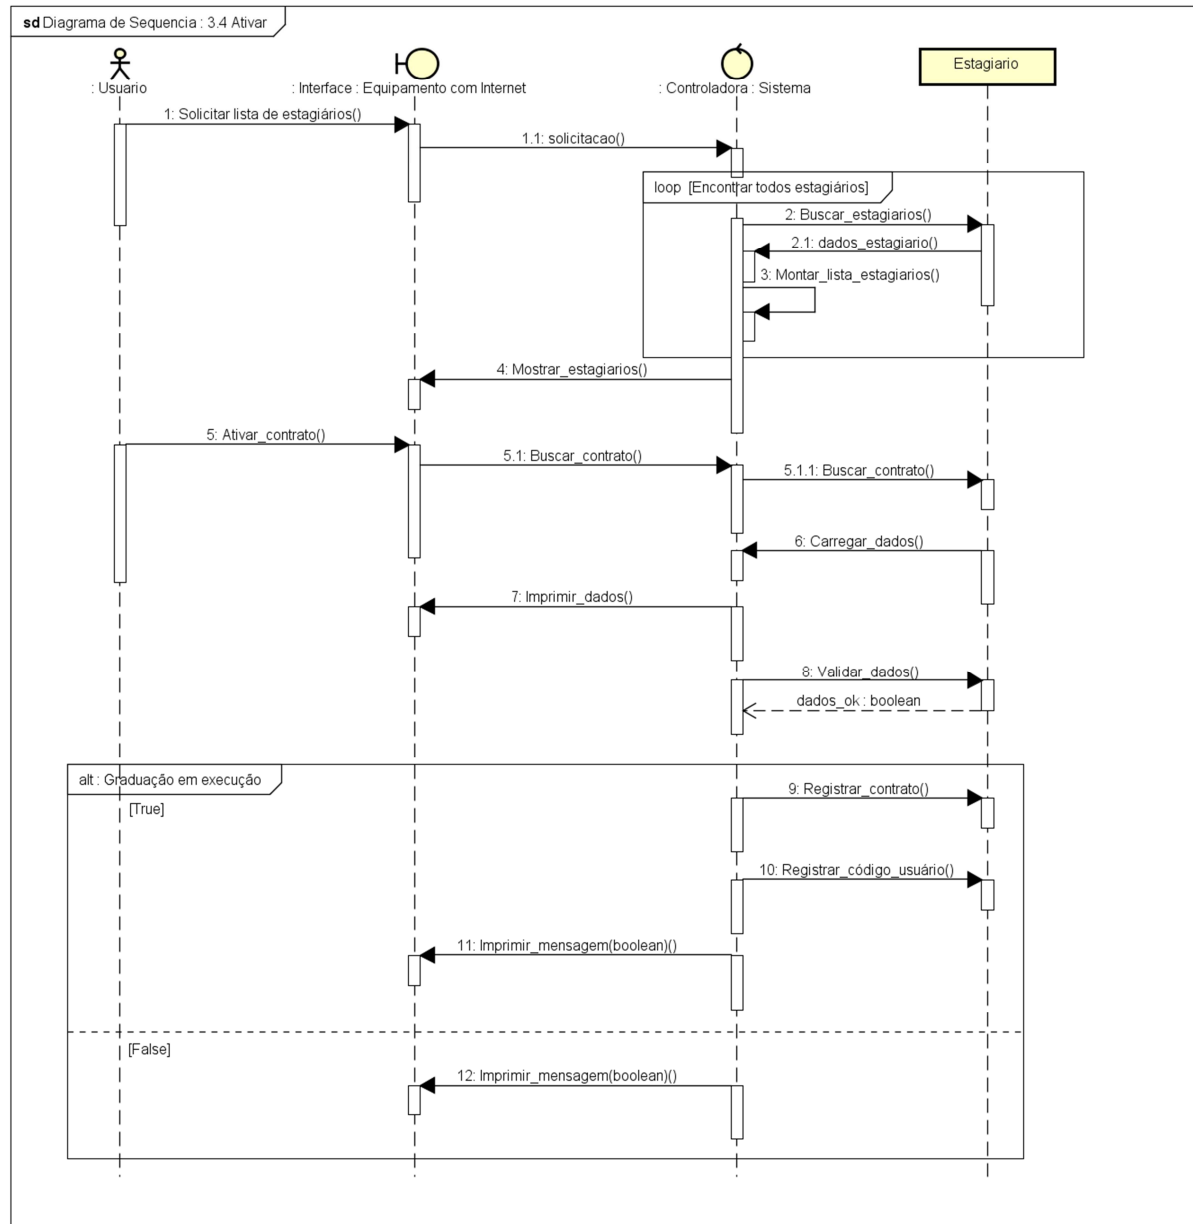 sd Diagrama de Sequencia : 3.4 Ativar
: Usuario
: Interface : Equipamento com Internet
: Controladora : Sistema
Estagiario
1: Solicitar lista de estagiários()
1.1: solicitacao()
loop [Encontrar todos estagiários]
2: Buscar_estagiarios()
2.1: dados_estagiario()
3: Montar_lista_estagiarios()
4: Mostrar_estagiarios()
5: Ativar_contrato()
5.1: Buscar_contrato()
5.1.1: Buscar_contrato()
6: Carregar_dados()
7: Imprimir_dados()
8: Validar_dados()
dados_ok : boolean
alt : Graduação em execução
9: Registrar_contrato()
[True]
10: Registrar_código_usuário()
11: Imprimir_mensagem(boolean)()
[False]
12: Imprimir_mensagem(boolean)()